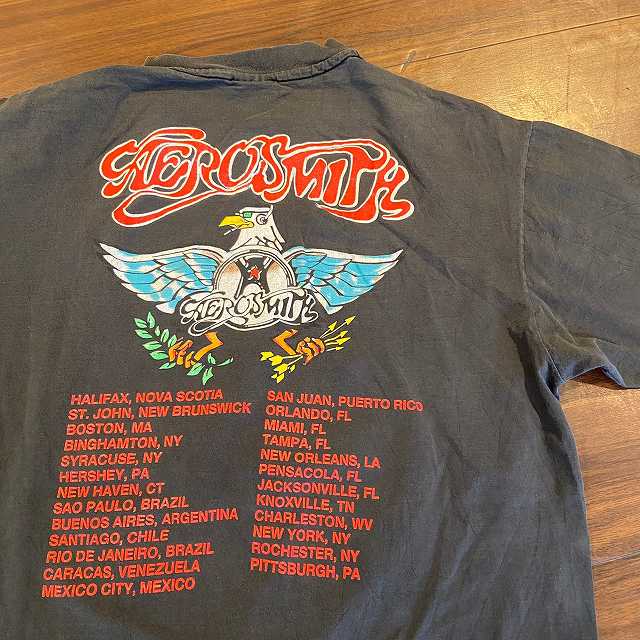 AEROSMITH
AEROSMITH
HALIFAX, NOVA SCOTIA
ST. JOHN, NEW BRUNSWICK
BOSTON, MA
BINGHAMTON, NY
SYRACUSE, NY
HERSHEY, PA
NEW HAVEN, CT
SAO PAULO, BRAZIL
BUENOS AIRES, ARGENTINA
SANTIAGO, CHILE
RIO DE JANEIRO, BRAZIL
CARACAS, VENEZUELA
MEXICO CITY, MEXICO
SAN JUAN, PUERTO RICO
ORLANDO, FL
MIAMI, FL
TAMPA, FL
NEW ORLEANS, LA
PENSACOLA, FL
JACKSONVILLE, FL
KNOXVILLE, TN
CHARLESTON, WV
NEW YORK, NY
ROCHESTER, NY
PITTSBURGH, PA